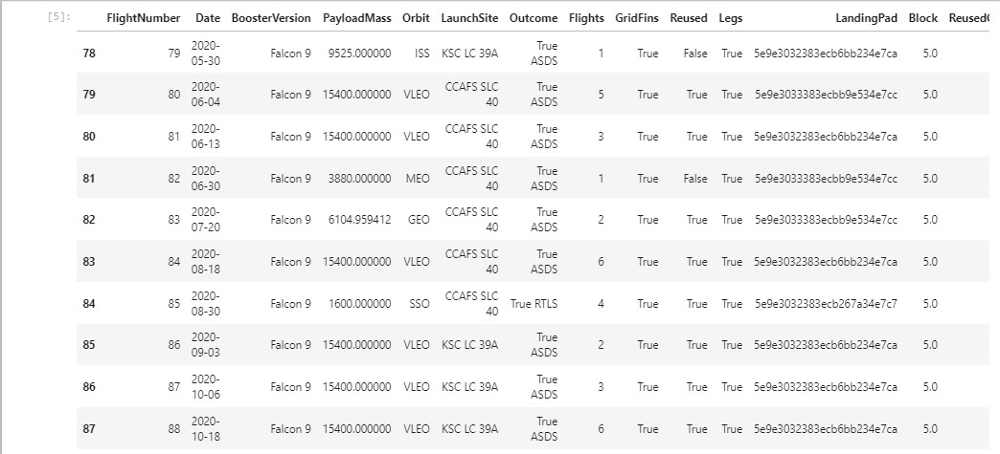 [5]: FlightNumber Date BoosterVersion PayloadMass Orbit LaunchSite Outcome Flights GridFins Reused Legs LandingPad Block Reused
78 79 2020-05-30 Falcon 9 9525.000000 ISS KSC LC 39A True ASDS 1 True False True 5e9e3032383ecb6bb234e7ca 5.0
79 80 2020-06-04 Falcon 9 15400.000000 VLEO CCAFS SLC 40 True ASDS 5 True True True 5e9e3033383ecbb9e534e7cc 5.0
80 81 2020-06-13 Falcon 9 15400.000000 VLEO CCAFS SLC 40 True ASDS 3 True True True 5e9e3032383ecb6bb234e7ca 5.0
81 82 2020-06-30 Falcon 9 3880.000000 MEO CCAFS SLC 40 True ASDS 1 True False True 5e9e3033383ecbb9e534e7cc 5.0
82 83 2020-07-20 Falcon 9 6104.959412 GEO CCAFS SLC 40 True ASDS 2 True True True 5e9e3033383ecbb9e534e7cc 5.0
83 84 2020-08-18 Falcon 9 15400.000000 VLEO CCAFS SLC 40 True ASDS 6 True True True 5e9e3032383ecb6bb234e7ca 5.0
84 85 2020-08-30 Falcon 9 1600.000000 SSO CCAFS SLC 40 True RTLS 4 True True True 5e9e3032383ecb267a34e7c7 5.0
85 86 2020-09-03 Falcon 9 15400.000000 VLEO KSC LC 39A True ASDS 2 True True True 5e9e3032383ecb6bb234e7ca 5.0
86 87 2020-10-06 Falcon 9 15400.000000 VLEO KSC LC 39A True ASDS 3 True True True 5e9e3032383ecb6bb234e7ca 5.0
87 88 2020-10-18 Falcon 9 15400.000000 VLEO KSC LC 39A True ASDS 6 True True True 5e9e3032383ecb6bb234e7ca 5.0